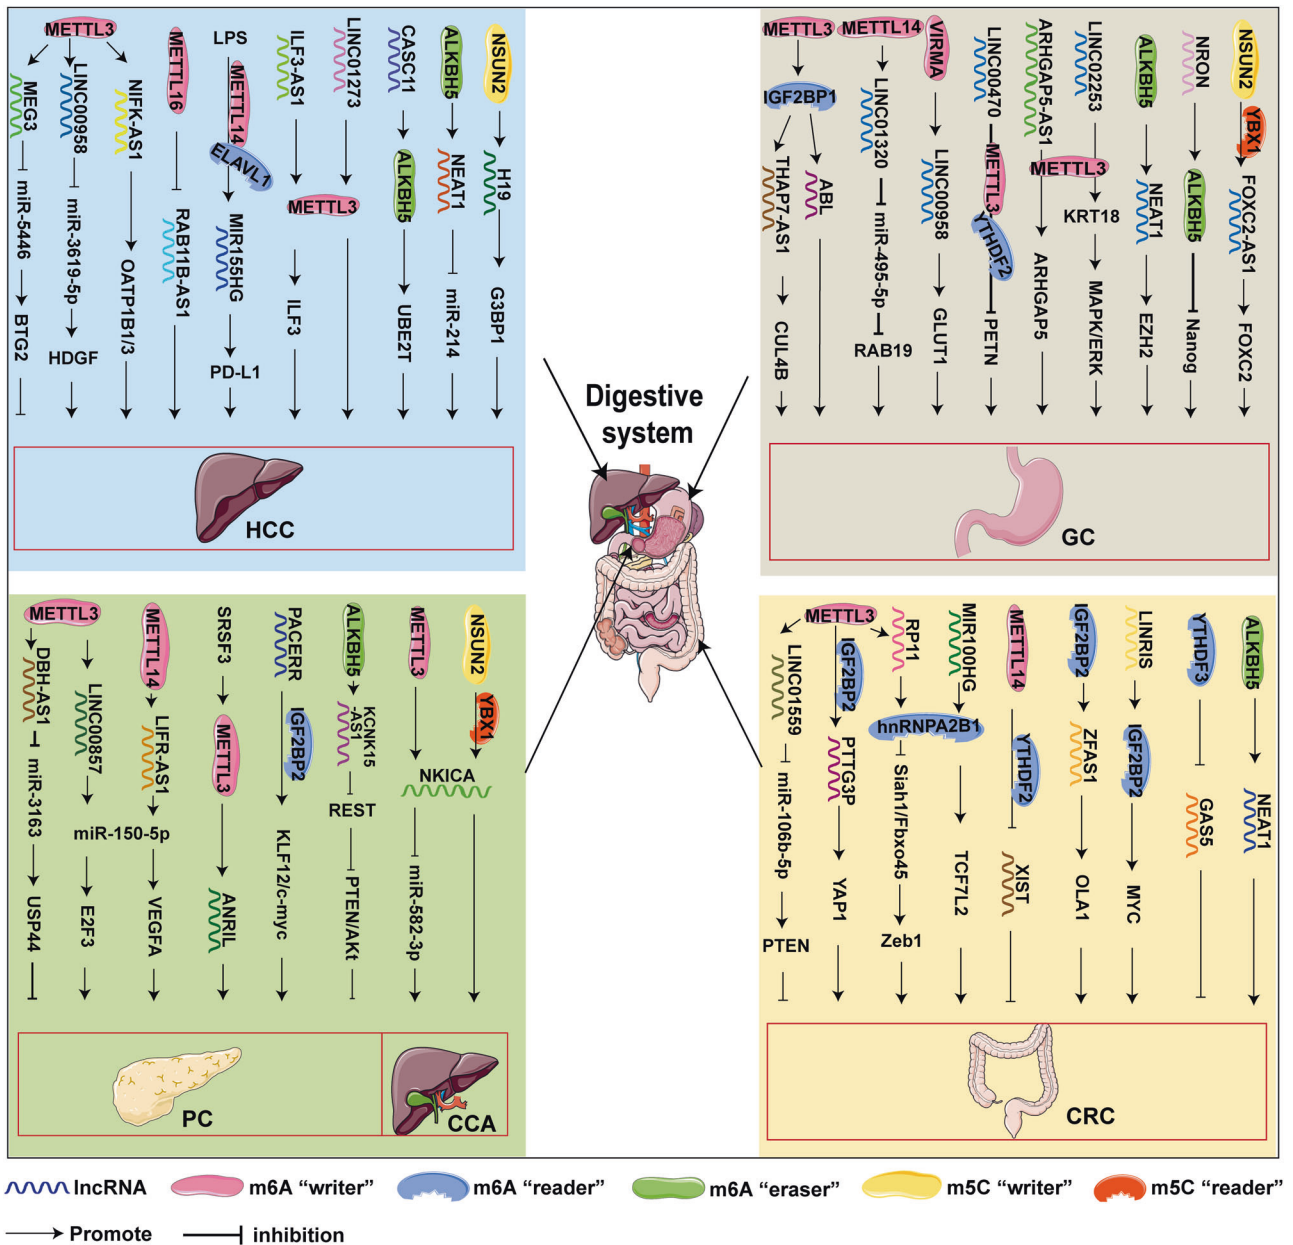 METTL3
MEG3
miR-5446
BTG2
LINC00958
miR-3619-5p
HDGF
NIFK-AS1
OATP1B1/3
METTL16
RAB11B-AS1
LPS
METTL14
ELAVL1
MIR155HG
PD-L1
ILF3-AS1
LINC01273
METTL3
ILF3
CASC11
ALKBH5
UBE2T
ALKBH5
NEAT1
miR-214
NSUN2
H19
G3BP1
HCC
METTL3
IGF2BP1
THAP7-AS1
CUL4B
ABL
METTL14
LINC01320
miR-495-5p
RAB19
VIRMA
LINC00958
GLUT1
LINC00470
METTL3
YTHDF2
PETN
ARHGAP5-AS1
LINC02253
METTL3
ARHGAP5
KRT18
MAPK/ERK
ALKBH5
NEAT1
EZH2
NRON
ALKBH5
Nanog
NSUN2
YBX1
FOXC2-AS1
FOXC2
GC
Digestive
system
METTL3
DBH-AS1
miR-3163
USP44
LINC00857
METTL14
LIFR-AS1
miR-150-5p
E2F3
VEGFA
SRSF3
METTL3
ANRIL
PACERR
IGF2BP2
KLF12/c-myc
ALKBH5
KCNK15
-AS1
REST
PTEN/AKt
METTL3
NSUN2
YBX1
NKICA
miR-582-3p
PC
CCA
METTL3
LINC01559
miR-106b-5p
PTEN
IGF2BP2
PTTG3P
YAP1
RP11
MIR100HG
hnRNPA2B1
Siah1/Fbxo45
Zeb1
TCF7L2
METTL14
YTHDF2
XIST
IGF2BP2
ZFAS1
OLA1
LINRIS
IGF2BP2
MYC
YTHDF3
GAS5
ALKBH5
NEAT1
CRC
lncRNA
m6A “writer”
m6A “reader”
m6A “eraser”
m5C “writer”
m5C “reader”
Promote
inhibition